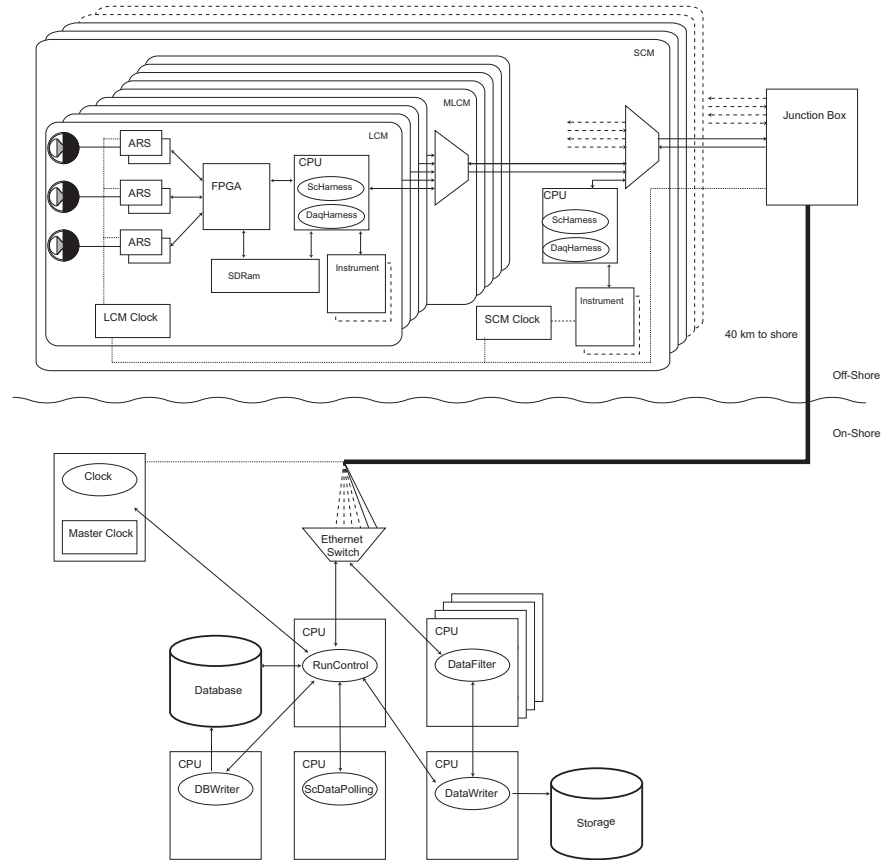 SCM
MLCM
LCM
Junction Box
ARS
CPU
FPGA
ScHarness
DaqHarness
ARS
ARS
SDRam
Instrument
LCM Clock
CPU
ScHarness
DaqHarness
Instrument
SCM Clock
40 km to shore
Off-Shore
On-Shore
Clock
Master Clock
Ethernet
Switch
CPU
RunControl
CPU
DataFilter
Database
CPU
DBWriter
CPU
ScDataPolling
CPU
DataWriter
Storage